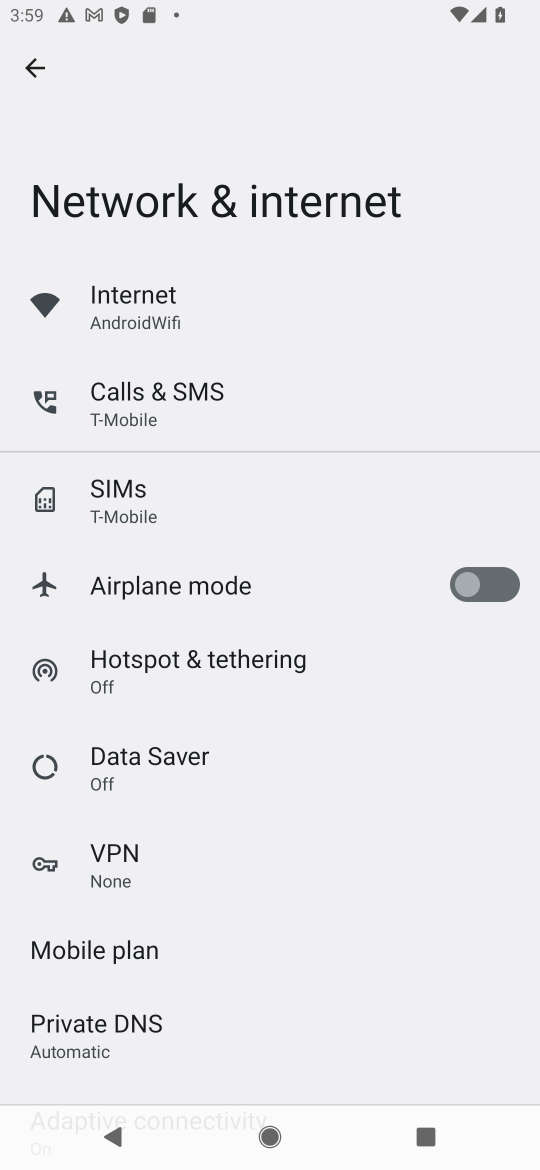 3:59
Network & internet
Internet
AndroidWifi
Calls & SMS
T-Mobile
SIMs
T-Mobile
Airplane mode
Hotspot & tethering
Off
Data Saver
Off
VPN
None
Mobile plan
Private DNS
Automatic
Adaptive connectivity
On